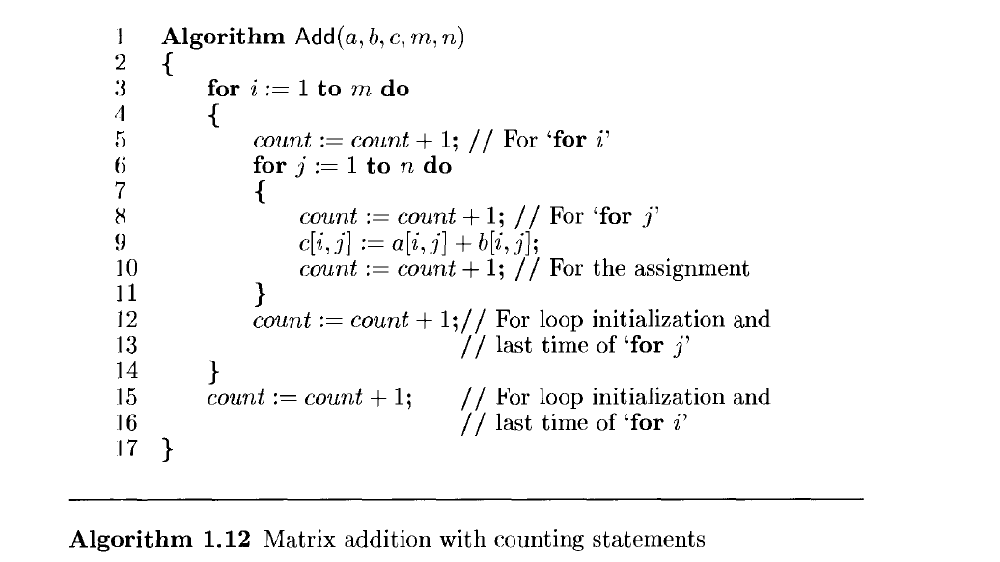 1 Algorithm Add(a, b, c, m, n)
2 {
3 for i := 1 to m do
4 {
5 count := count + 1; // For ‘for i’
6 for j := 1 to n do
7 {
8 count := count + 1; // For ‘for j’
9 c[i, j] := a[i, j] + b[i, j];
10 count := count + 1; // For the assignment
11 }
12 count := count + 1;// For loop initialization and
13 // last time of ‘for j’
14 }
15 count := count + 1; // For loop initialization and
16 // last time of ‘for i’
17 }
Algorithm 1.12 Matrix addition with counting statements